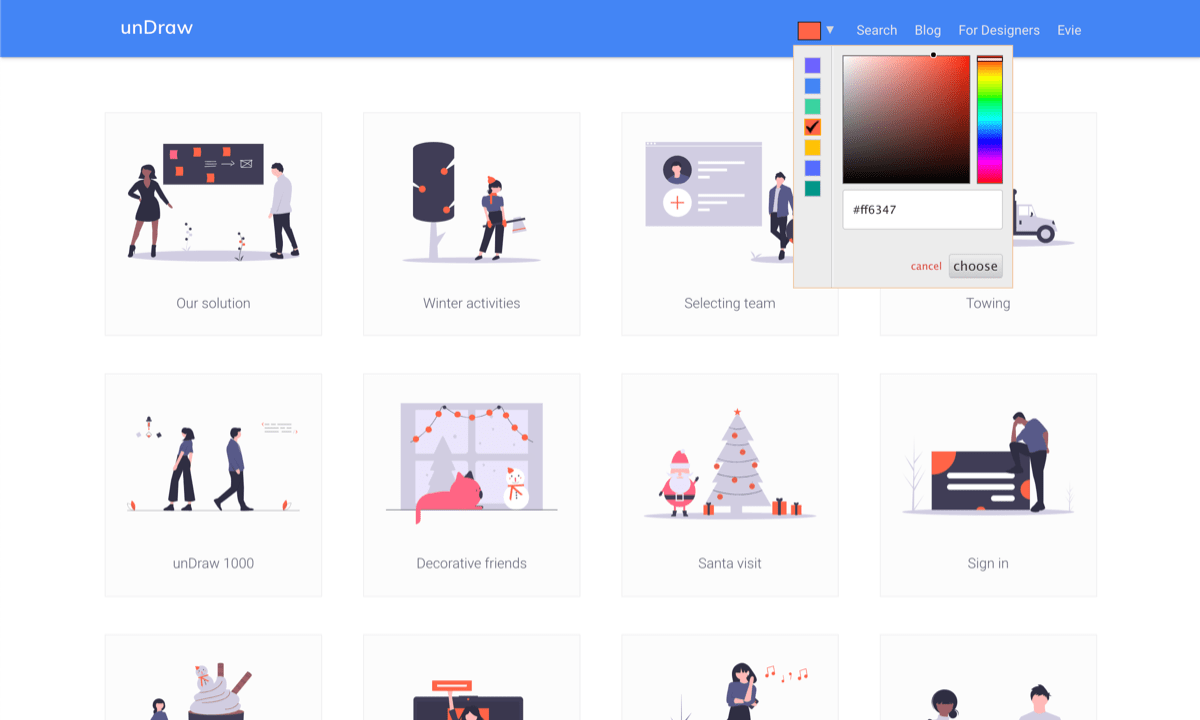 unDraw
Search Blog For Designers Evie
#ff6347
cancel choose
Our solution
Winter activities
Selecting team
Towing
unDraw 1000
Decorative friends
Santa visit
Sign in